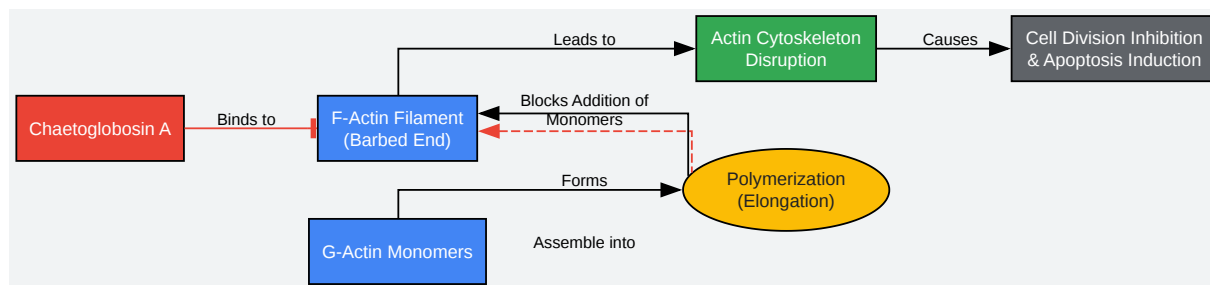 Leads to
Actin Cytoskeleton
Disruption
Causes
Cell Division Inhibition
& Apoptosis Induction
Chaetoglobosin A
Binds to
F-Actin Filament
(Barbed End)
Blocks Addition of
Monomers
Polymerization
(Elongation)
Forms
G-Actin Monomers
Assemble into